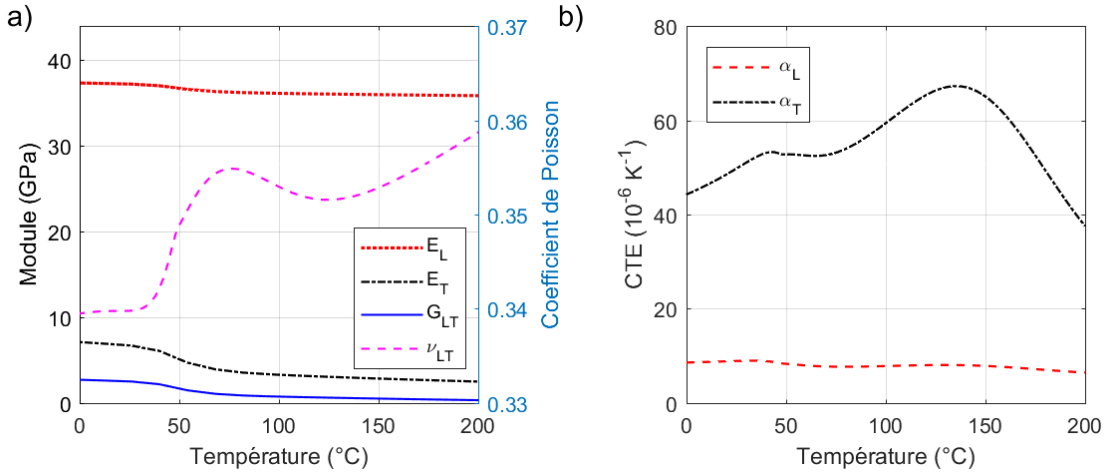 a)
40
30
20
10
0
Module (GPa)
0.37
0.36
0.35
0.34
0.33
Coefficient de Poisson
E_L
E_T
G_LT
ν_LT
0 50 100 150 200
Température (°C)
b)
80
60
40
20
0
CTE (10^-6 K^-1)
α_L
α_T
0 50 100 150 200
Température (°C)